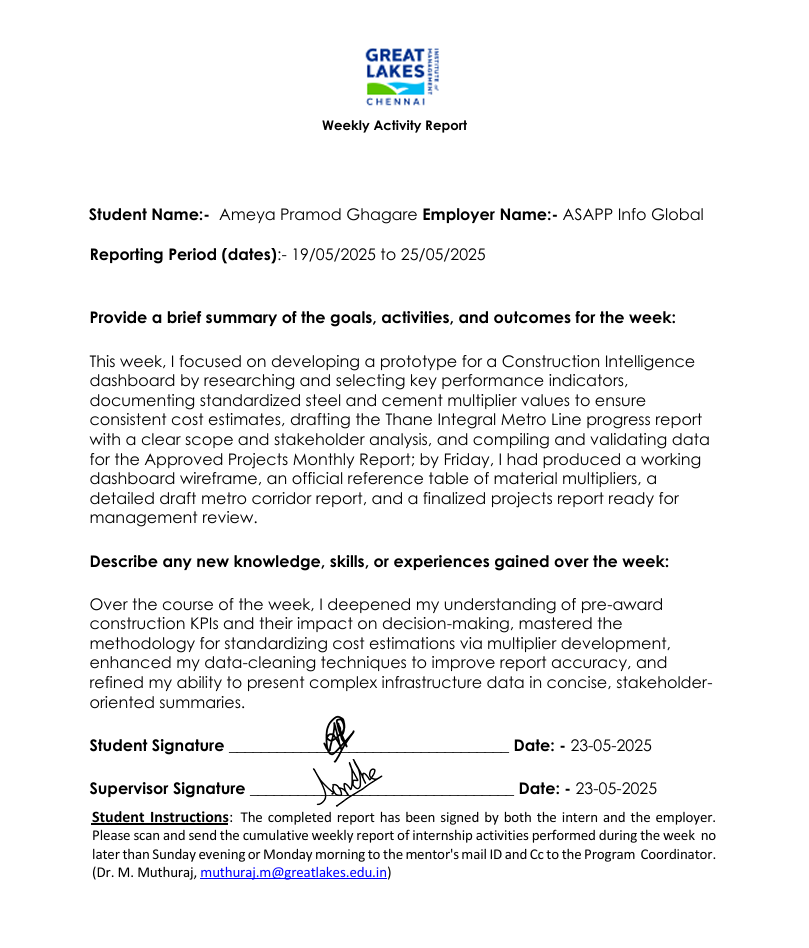 GREAT
LAKES
INSTITUTE of
MANAGEMENT
CHENNAI
Weekly Activity Report
Student Name:- Ameya Pramod Ghagare Employer Name:- ASAPP Info Global
Reporting Period (dates):- 19/05/2025 to 25/05/2025
Provide a brief summary of the goals, activities, and outcomes for the week:
This week, I focused on developing a prototype for a Construction Intelligence
dashboard by researching and selecting key performance indicators,
documenting standardized steel and cement multiplier values to ensure
consistent cost estimates, drafting the Thane Integral Metro Line progress report
with a clear scope and stakeholder analysis, and compiling and validating data
for the Approved Projects Monthly Report; by Friday, I had produced a working
dashboard wireframe, an official reference table of material multipliers, a
detailed draft metro corridor report, and a finalized projects report ready for
management review.
Describe any new knowledge, skills, or experiences gained over the week:
Over the course of the week, I deepened my understanding of pre-award
construction KPIs and their impact on decision-making, mastered the
methodology for standardizing cost estimations via multiplier development,
enhanced my data-cleaning techniques to improve report accuracy, and
refined my ability to present complex infrastructure data in concise, stakeholder-
oriented summaries.
Student Signature ________________________________ Date: - 23-05-2025
Supervisor Signature ______________________________ Date: - 23-05-2025
Student Instructions: The completed report has been signed by both the intern and the employer.
Please scan and send the cumulative weekly report of internship activities performed during the week no
later than Sunday evening or Monday morning to the mentor's mail ID and Cc to the Program Coordinator.
(Dr. M. Muthuraj, muthuraj.m@greatlakes.edu.in)